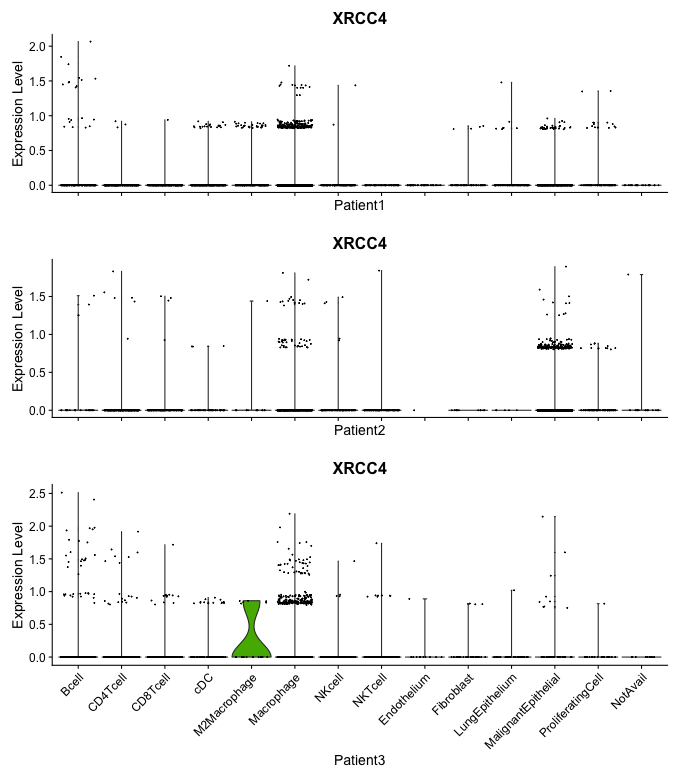 XRCC4
Expression Level
2.0
1.5
1.0
0.5
0.0
Patient1
XRCC4
Expression Level
1.5
1.0
0.5
0.0
Patient2
XRCC4
Expression Level
2.5
2.0
1.5
1.0
0.5
0.0
Bcell
CD4Tcell
CD8Tcell
cDC
M2Macrophage
Macrophage
NKcell
NKTcell
Endothelium
Fibroblast
LungEpithelium
MalignantEpithelial
ProliferatingCell
NotAvail
Patient3